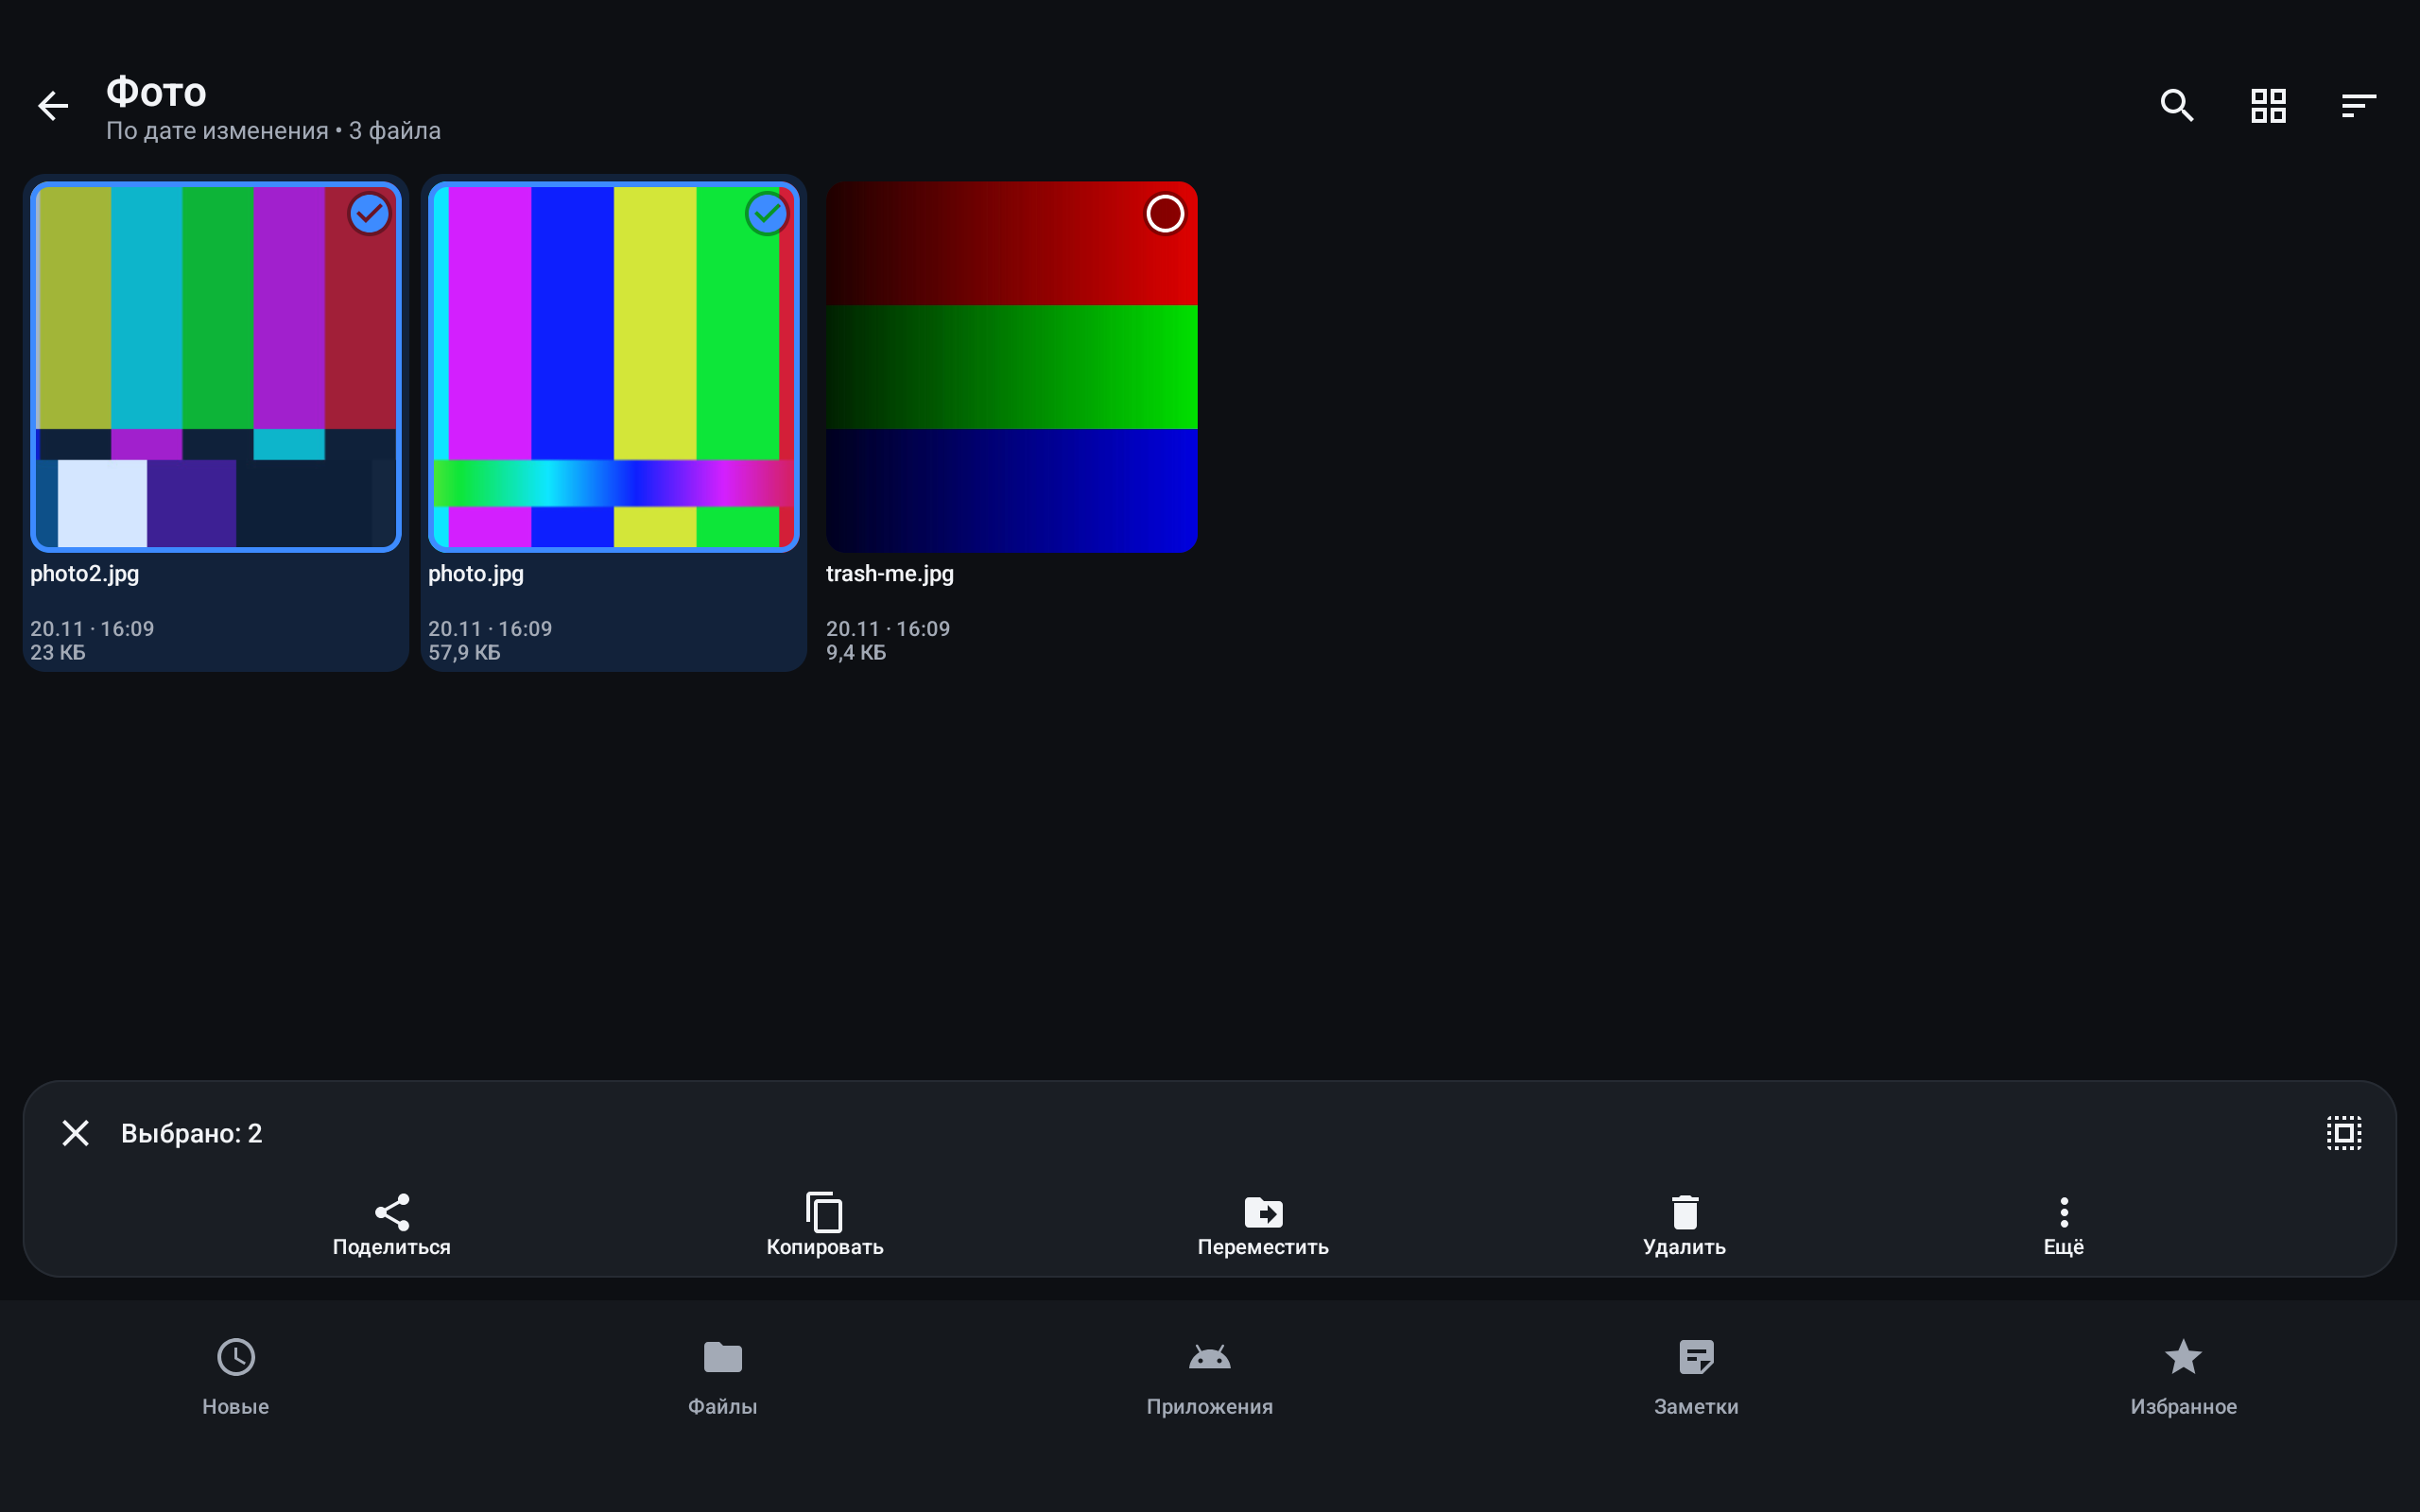 Фото
По дате изменения • 3 файла
photo2.jpg
20.11 · 16:09
23 КБ
photo.jpg
20.11 · 16:09
57,9 КБ
trash-me.jpg
20.11 · 16:09
9,4 КБ
Выбрано: 2
Поделиться
Копировать
Переместить
Удалить
Ещё
Новые
Файлы
Приложения
Заметки
Избранное